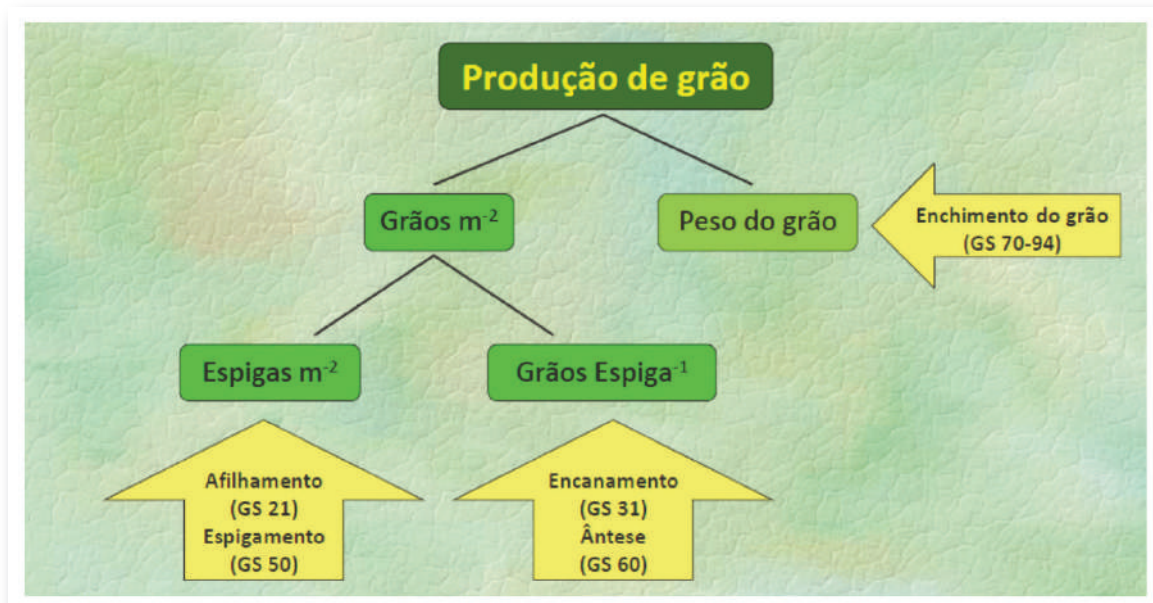 Produção de grão
Grãos m⁻²
Peso do grão
Enchimento do grão
(GS 70-94)
Espigas m⁻²
Grãos Espiga⁻¹
Afilhamento
(GS 21)
Espigamento
(GS 50)
Encanamento
(GS 31)
Ântese
(GS 60)